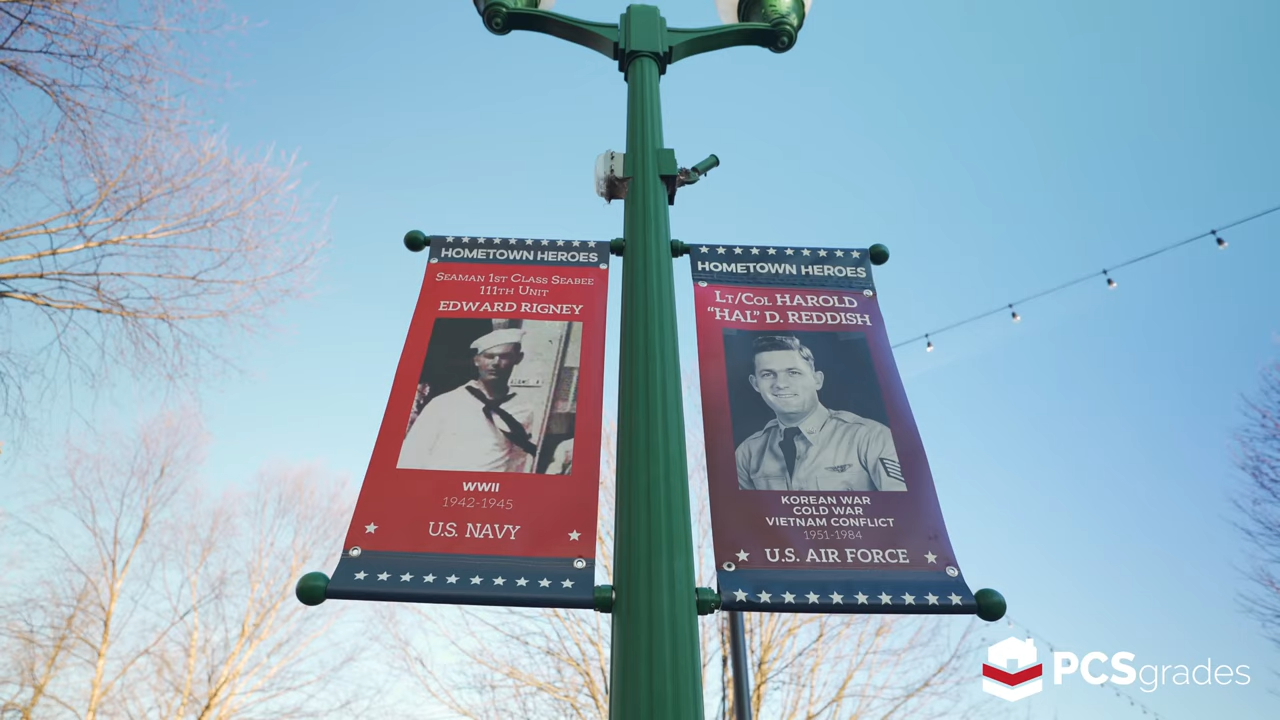 HOMETOWN HEROES
SEAMAN 1ST CLASS SEABEE
111TH UNIT
EDWARD RIGNEY
WWII
1942-1945
U.S. NAVY
HOMETOWN HEROES
LT/COL HAROLD
"HAL" D. REDDISH
KOREAN WAR
COLD WAR
VIETNAM CONFLICT
1951-1984
U.S. AIR FORCE
PCSgrades